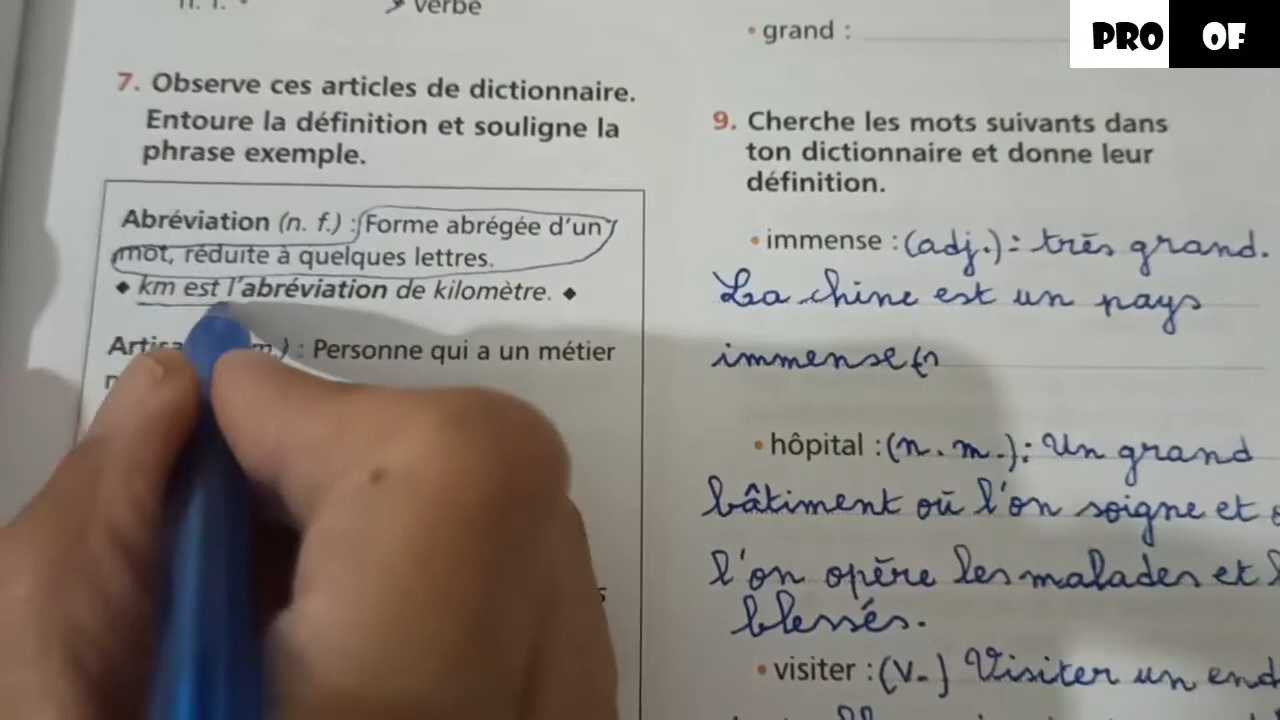 verbe
7. Observe ces articles de dictionnaire.
Entoure la définition et souligne la
phrase exemple.
Abréviation (n. f.) : Forme abrégée d'un
mot, réduite à quelques lettres.
◆ km est l'abréviation de kilomètre. ◆
: Personne qui a un métier
• grand :
PRO OF
9. Cherche les mots suivants dans
ton dictionnaire et donne leur
définition.
• immense : (adj.) : très grand.
La chine est un pays
immense
• hôpital : (n. m.) : Un grand
bâtiment où l'on soigne et
l'on opère les malades et
blessés.
• visiter : (v.) Visiter un